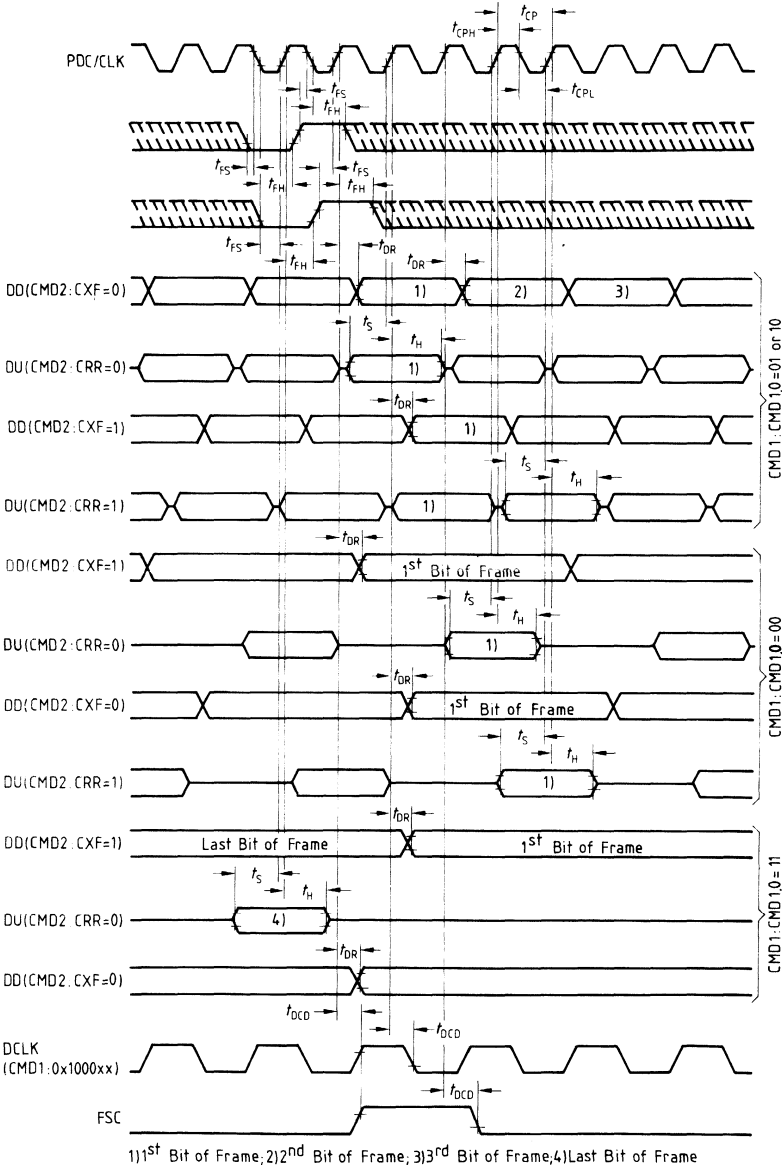 tCP
tCPH
PDC/CLK
tCPL
tFS
tFH
tFS
tFS
tFH
tFH
tFS
tDR
tFH
tDR
DD(CMD2:CXF=0)
1) 2) 3)
tS
tH
DU(CMD2:CRR=0)
1)
tDR
DD(CMD2:CXF=1)
1)
tS
tH
DU(CMD2:CRR=1)
1)
CMD1:CMD1,0=01 or 10
tDR
DD(CMD2:CXF=1)
1st Bit of Frame
tS
tH
DU(CMD2:CRR=0)
1)
tDR
DD(CMD2:CXF=0)
1st Bit of Frame
tS
tH
DU(CMD2:CRR=1)
1)
CMD1:CMD1,0=00
tDR
DD(CMD2:CXF=1)
Last Bit of Frame 1st Bit of Frame
tS
tH
DU(CMD2:CRR=0)
4)
tDR
DD(CMD2:CXF=0)
CMD1:CMD1,0=11
tDCD
tDCD
DCLK
(CMD1:0x1000xx)
tDCD
FSC
1)1st Bit of Frame;2)2nd Bit of Frame;3)3rd Bit of Frame;4)Last Bit of Frame